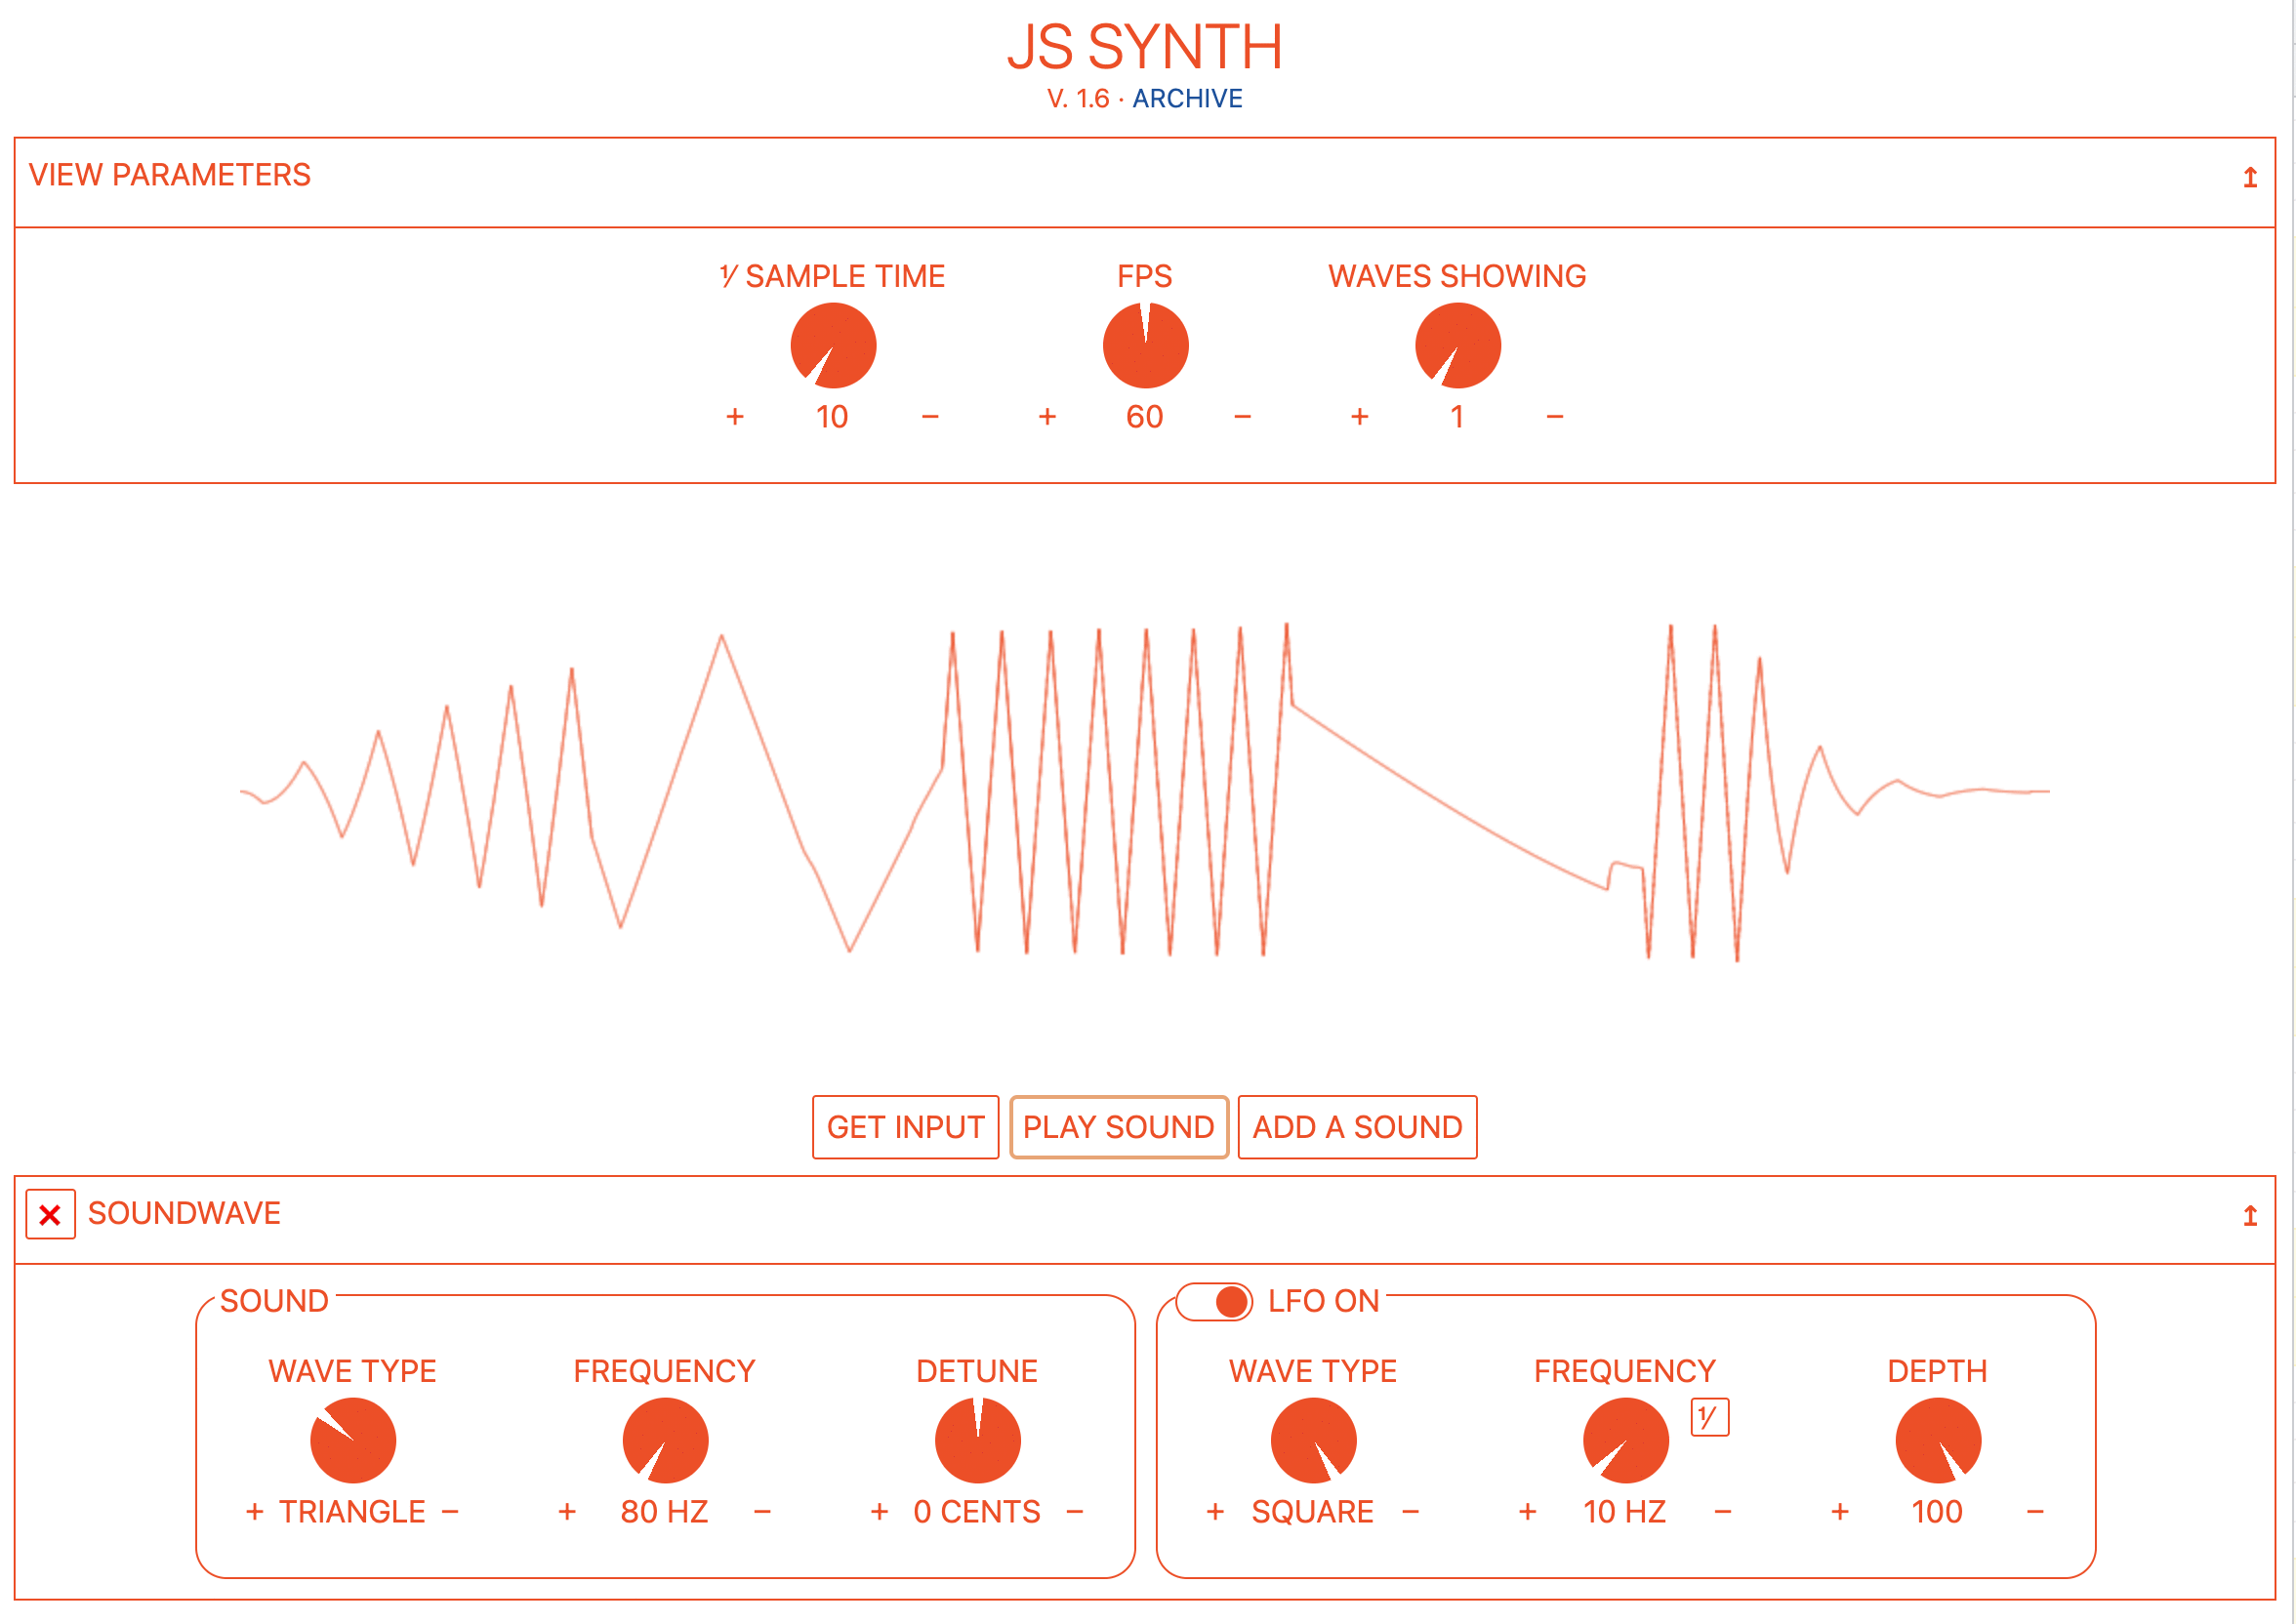 JS SYNTH
V. 1.6 · ARCHIVE
VIEW PARAMETERS ↥
⅟ SAMPLE TIME FPS WAVES SHOWING
+ 10 − + 60 − + 1 −
GET INPUT PLAY SOUND ADD A SOUND
× SOUNDWAVE ↥
SOUND LFO ON
WAVE TYPE FREQUENCY DETUNE WAVE TYPE FREQUENCY DEPTH
⅟
+ TRIANGLE − + 80 HZ − + 0 CENTS − + SQUARE − + 10 HZ − + 100 −